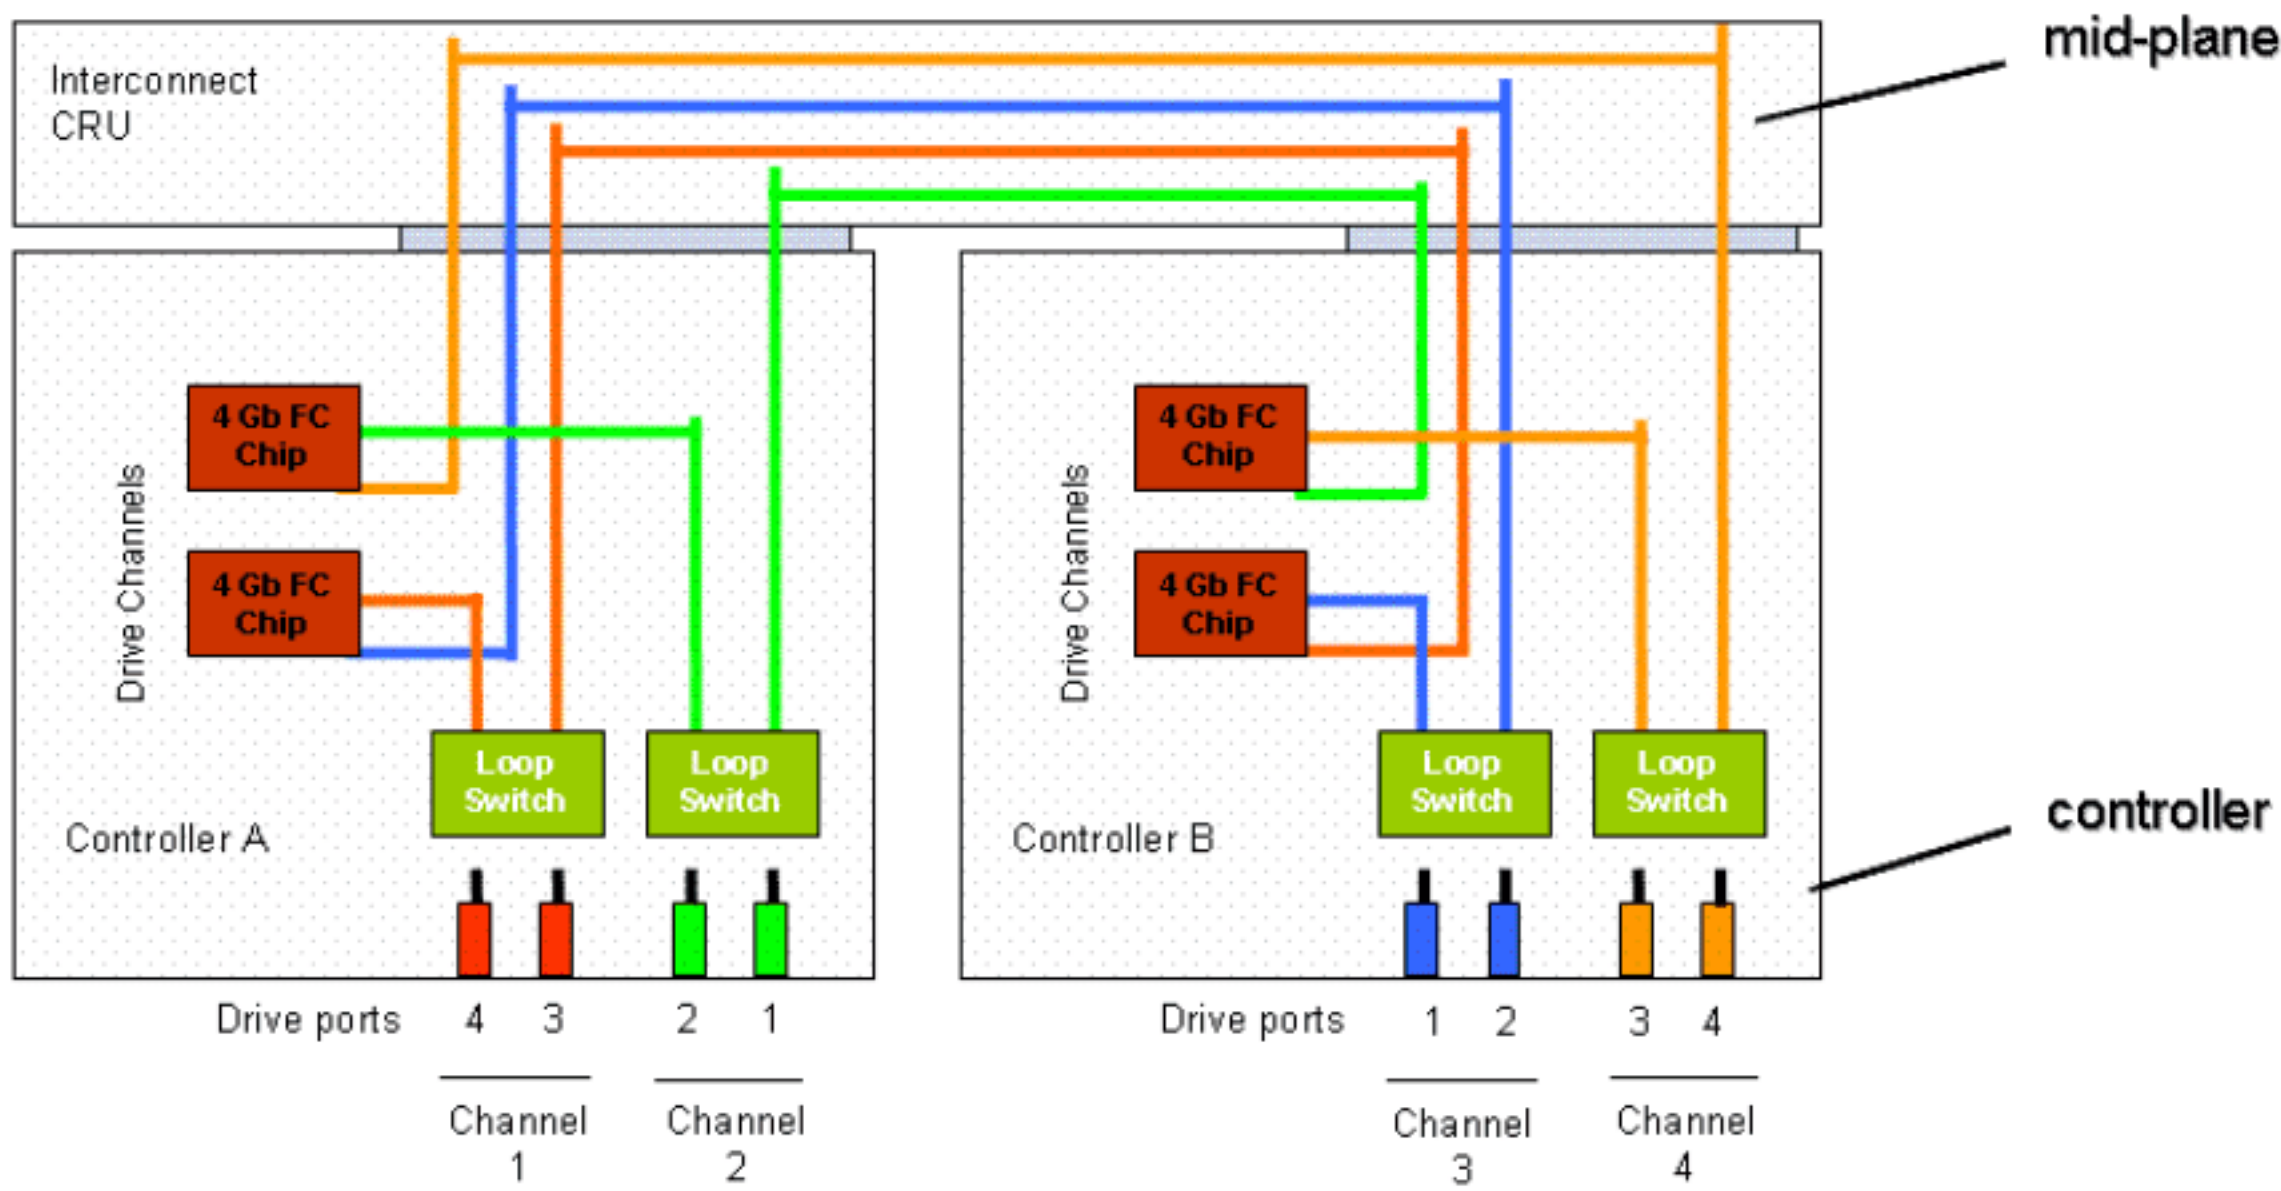 mid-plane
Interconnect
CRU
4 Gb FC
Chip
4 Gb FC
Chip
Drive Channels
4 Gb FC
Chip
4 Gb FC
Chip
Drive Channels
Loop
Switch
Loop
Switch
Loop
Switch
Loop
Switch
controller
Controller A
Controller B
Drive ports 4 3 2 1
Drive ports 1 2 3 4
Channel
1
Channel
2
Channel
3
Channel
4